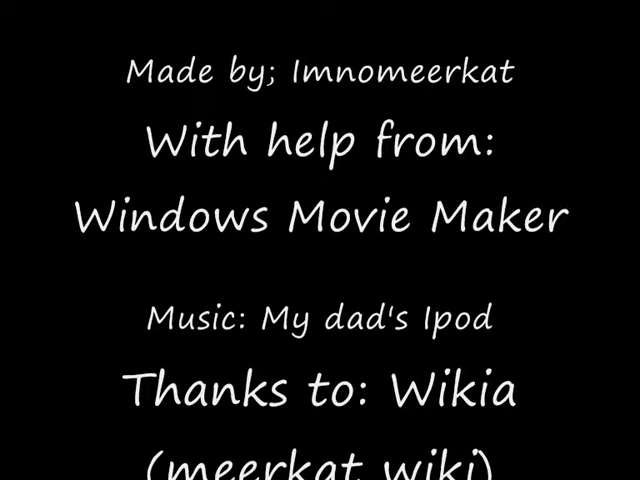 Made by; Imnomeerkat
With help from:
Windows Movie Maker
Music: My dad's Ipod
Thanks to: Wikia
(meerkat wiki)